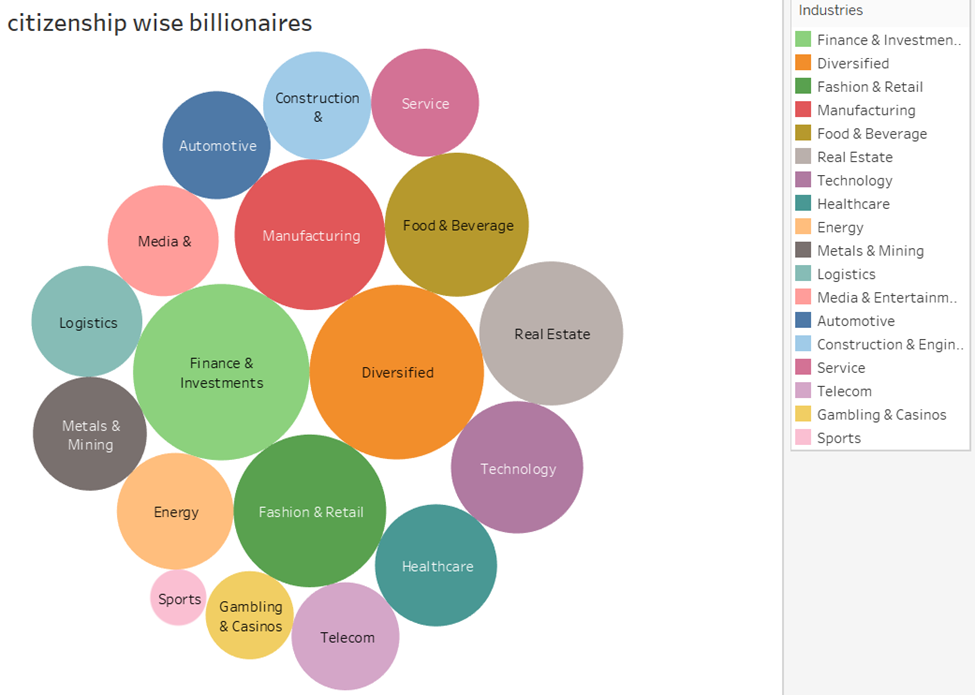 citizenship wise billionaires
Construction
&
Service
Automotive
Manufacturing
Food & Beverage
Media &
Logistics
Real Estate
Finance &
Investments
Diversified
Metals &
Mining
Technology
Energy
Fashion & Retail
Healthcare
Sports
Gambling
& Casinos
Telecom
Industries
Finance & Investmen..
Diversified
Fashion & Retail
Manufacturing
Food & Beverage
Real Estate
Technology
Healthcare
Energy
Metals & Mining
Logistics
Media & Entertainm..
Automotive
Construction & Engin..
Service
Telecom
Gambling & Casinos
Sports